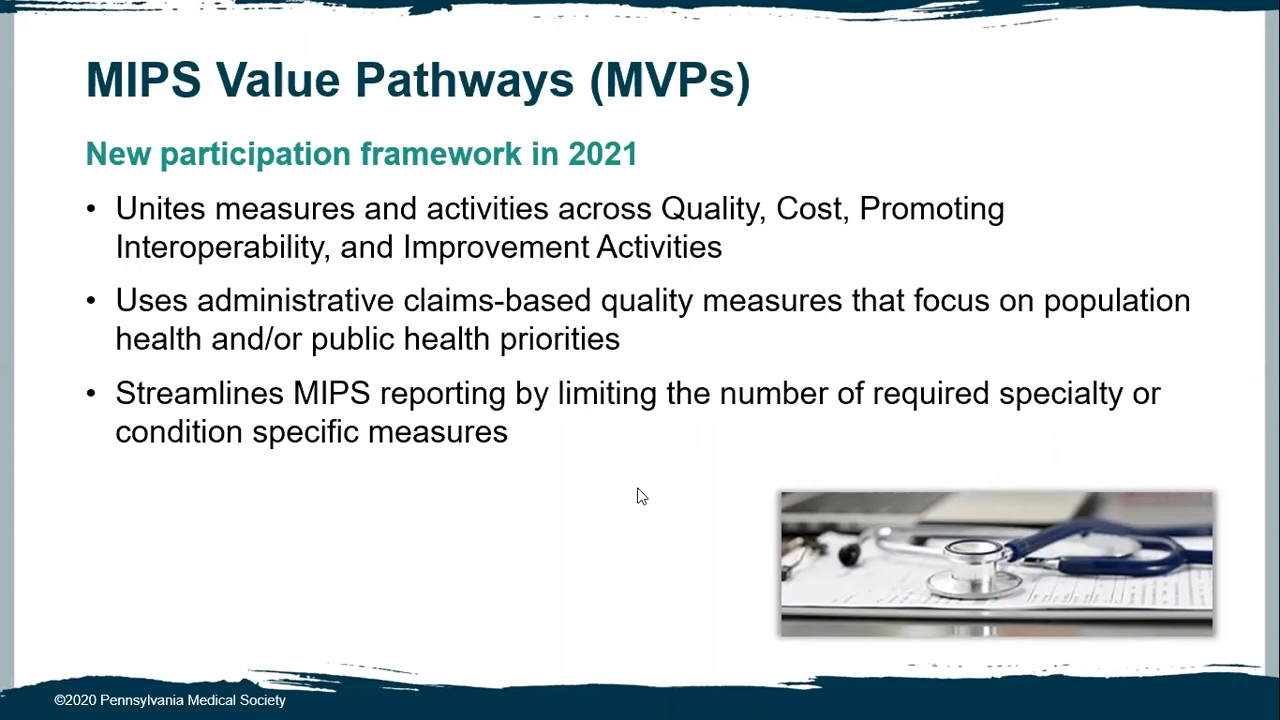 MIPS Value Pathways (MVPs)
New participation framework in 2021
• Unites measures and activities across Quality, Cost, Promoting
Interoperability, and Improvement Activities
• Uses administrative claims-based quality measures that focus on population
health and/or public health priorities
• Streamlines MIPS reporting by limiting the number of required specialty or
condition specific measures
©2020 Pennsylvania Medical Society